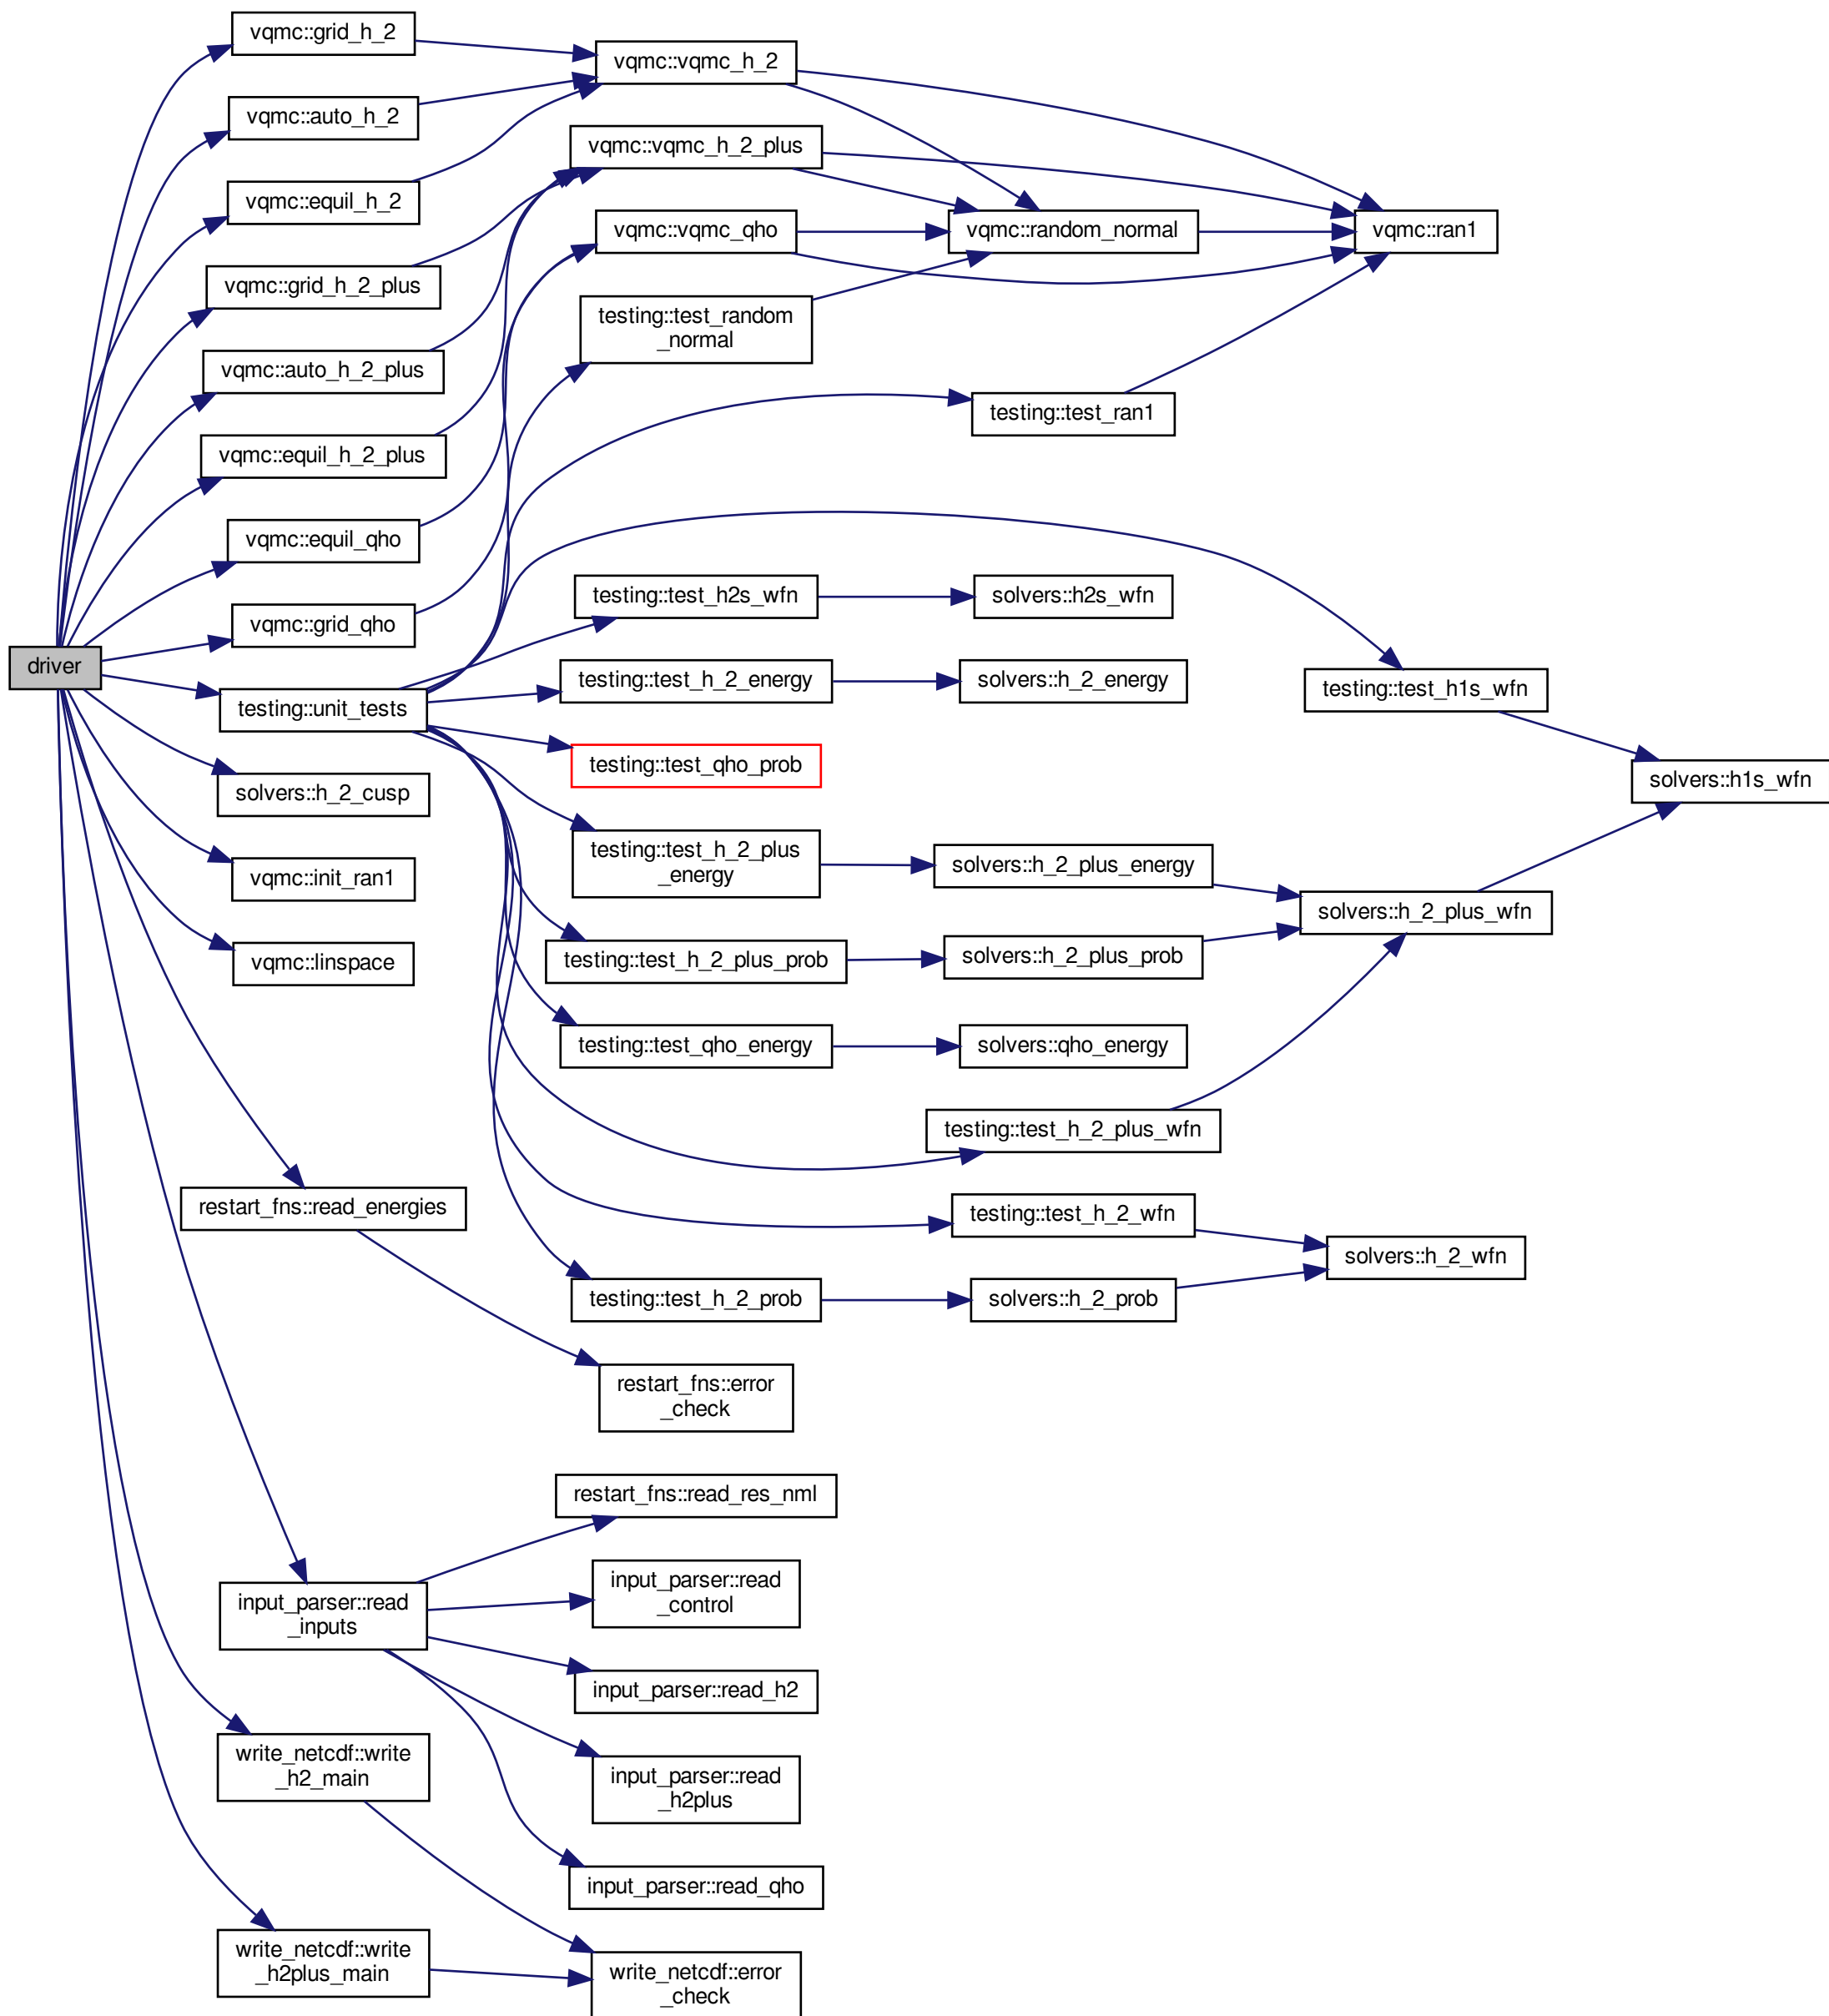 vqmc::grid_h_2
vqmc::vqmc_h_2
vqmc::auto_h_2
vqmc::vqmc_h_2_plus
vqmc::equil_h_2
vqmc::vqmc_qho
vqmc::random_normal
vqmc::ran1
vqmc::grid_h_2_plus
testing::test_random
_normal
vqmc::auto_h_2_plus
testing::test_ran1
vqmc::equil_h_2_plus
vqmc::equil_qho
testing::test_h2s_wfn
solvers::h2s_wfn
vqmc::grid_qho
driver
testing::test_h_2_energy
solvers::h_2_energy
testing::test_h1s_wfn
testing::unit_tests
testing::test_qho_prob
solvers::h1s_wfn
solvers::h_2_cusp
testing::test_h_2_plus
_energy
solvers::h_2_plus_energy
vqmc::init_ran1
solvers::h_2_plus_wfn
vqmc::linspace
testing::test_h_2_plus_prob
solvers::h_2_plus_prob
testing::test_qho_energy
solvers::qho_energy
testing::test_h_2_plus_wfn
restart_fns::read_energies
testing::test_h_2_wfn
solvers::h_2_wfn
testing::test_h_2_prob
solvers::h_2_prob
restart_fns::error
_check
restart_fns::read_res_nml
input_parser::read
_inputs
input_parser::read
_control
input_parser::read_h2
write_netcdf::write
_h2_main
input_parser::read
_h2plus
input_parser::read_qho
write_netcdf::write
_h2plus_main
write_netcdf::error
_check